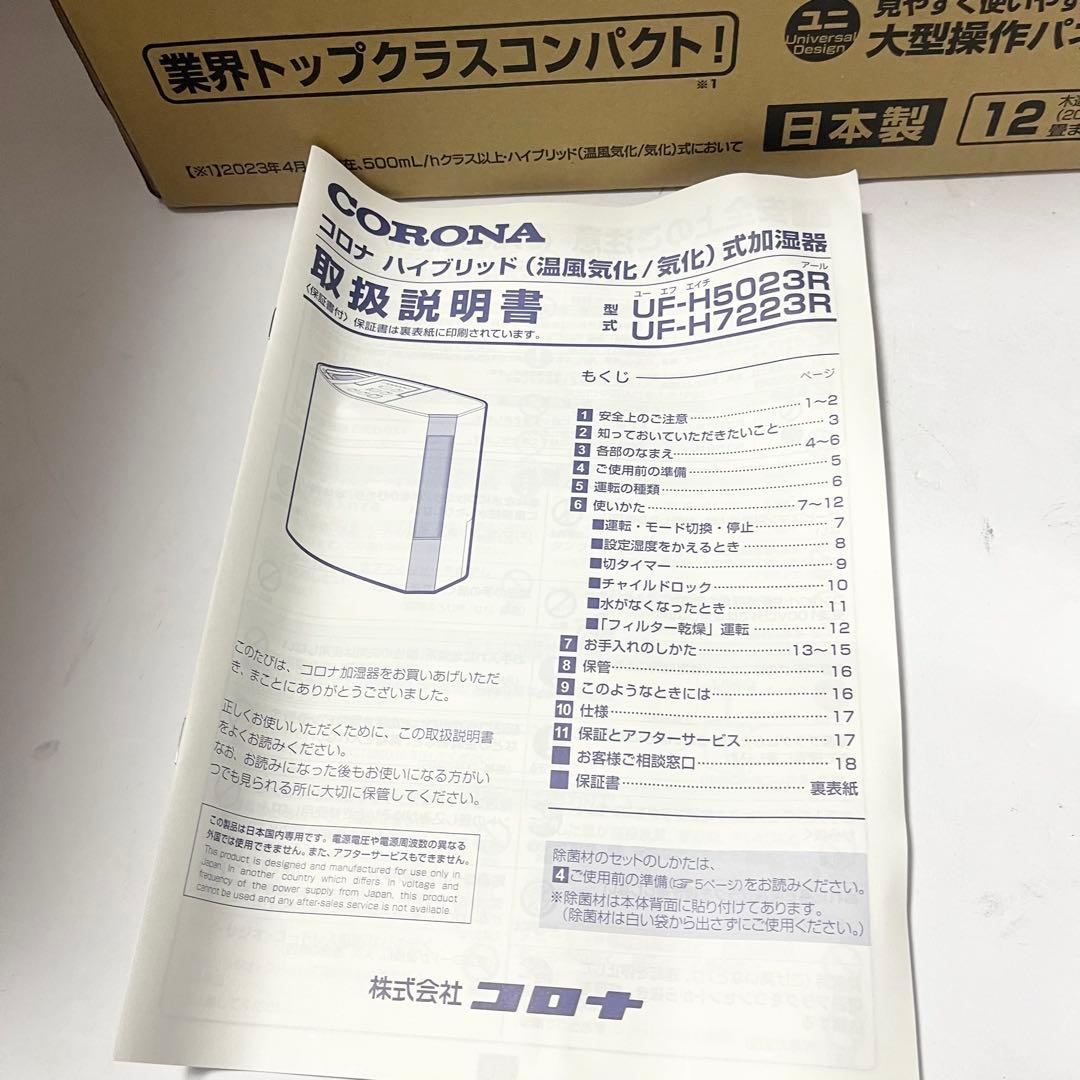 業界トップクラスコンパクト!
※1
ユニ
Universal
Design
見やすく使いやす
大型操作パネ
日本製
12
畳ま
【※1】2023年4月
在、500mL/hクラス以上・ハイブリッド(温風気化/気化)式において
CORONA
コロナ ハイブリッド(温風気化/気化)式加湿器
取扱説明書
〈保証書付〉保証書は裏表紙に印刷されています。
型式
ユー エフ エイチ アール
UF-H5023R
UF-H7223R
もくじ ページ
1 安全上のご注意 1~2
2 知っておいていただきたいこと 3
3 各部のなまえ 4~6
4 ご使用前の準備 5
5 運転の種類 6
6 使いかた 7~12
■運転・モード切換・停止 7
■設定湿度をかえるとき 8
■切タイマー 9
■チャイルドロック 10
■水がなくなったとき 11
■「フィルター乾燥」運転 12
7 お手入れのしかた 13~15
8 保管 16
9 このようなときには 16
10 仕様 17
11 保証とアフターサービス 17
■ お客様ご相談窓口 18
■ 保証書 裏表紙
このたびは、コロナ加湿器をお買いあげいただ
き、まことにありがとうございました。
正しくお使いいただくために、この取扱説明書
をよくお読みください。
なお、お読みになった後もお使いになる方がい
つでも見られる所に大切に保管してください。
この製品は日本国内専用です。電源電圧や電源周波数の異なる
外国では使用できません。また、アフターサービスもできません。
This product is designed and manufactured for use only in
Japan. In another country which differs in voltage and
frequency of the power supply from Japan, this product
cannot be used and any after-sales service is not available.
除菌材のセットのしかたは、
4 ご使用前の準備(☞5ページ)をお読みください。
※除菌材は本体背面に貼り付けてあります。
(除菌材は白い袋から出さずにご使用ください。)
株式会社 コロナ